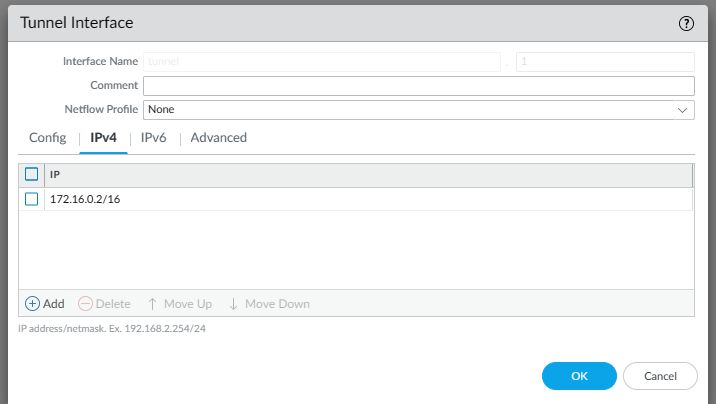 Tunnel Interface
Interface Name tunnel . 1
Comment
Netflow Profile None
Config IPv4 IPv6 Advanced
IP
172.16.0.2/16
Add Delete Move Up Move Down
IP address/netmask. Ex. 192.168.2.254/24
OK Cancel